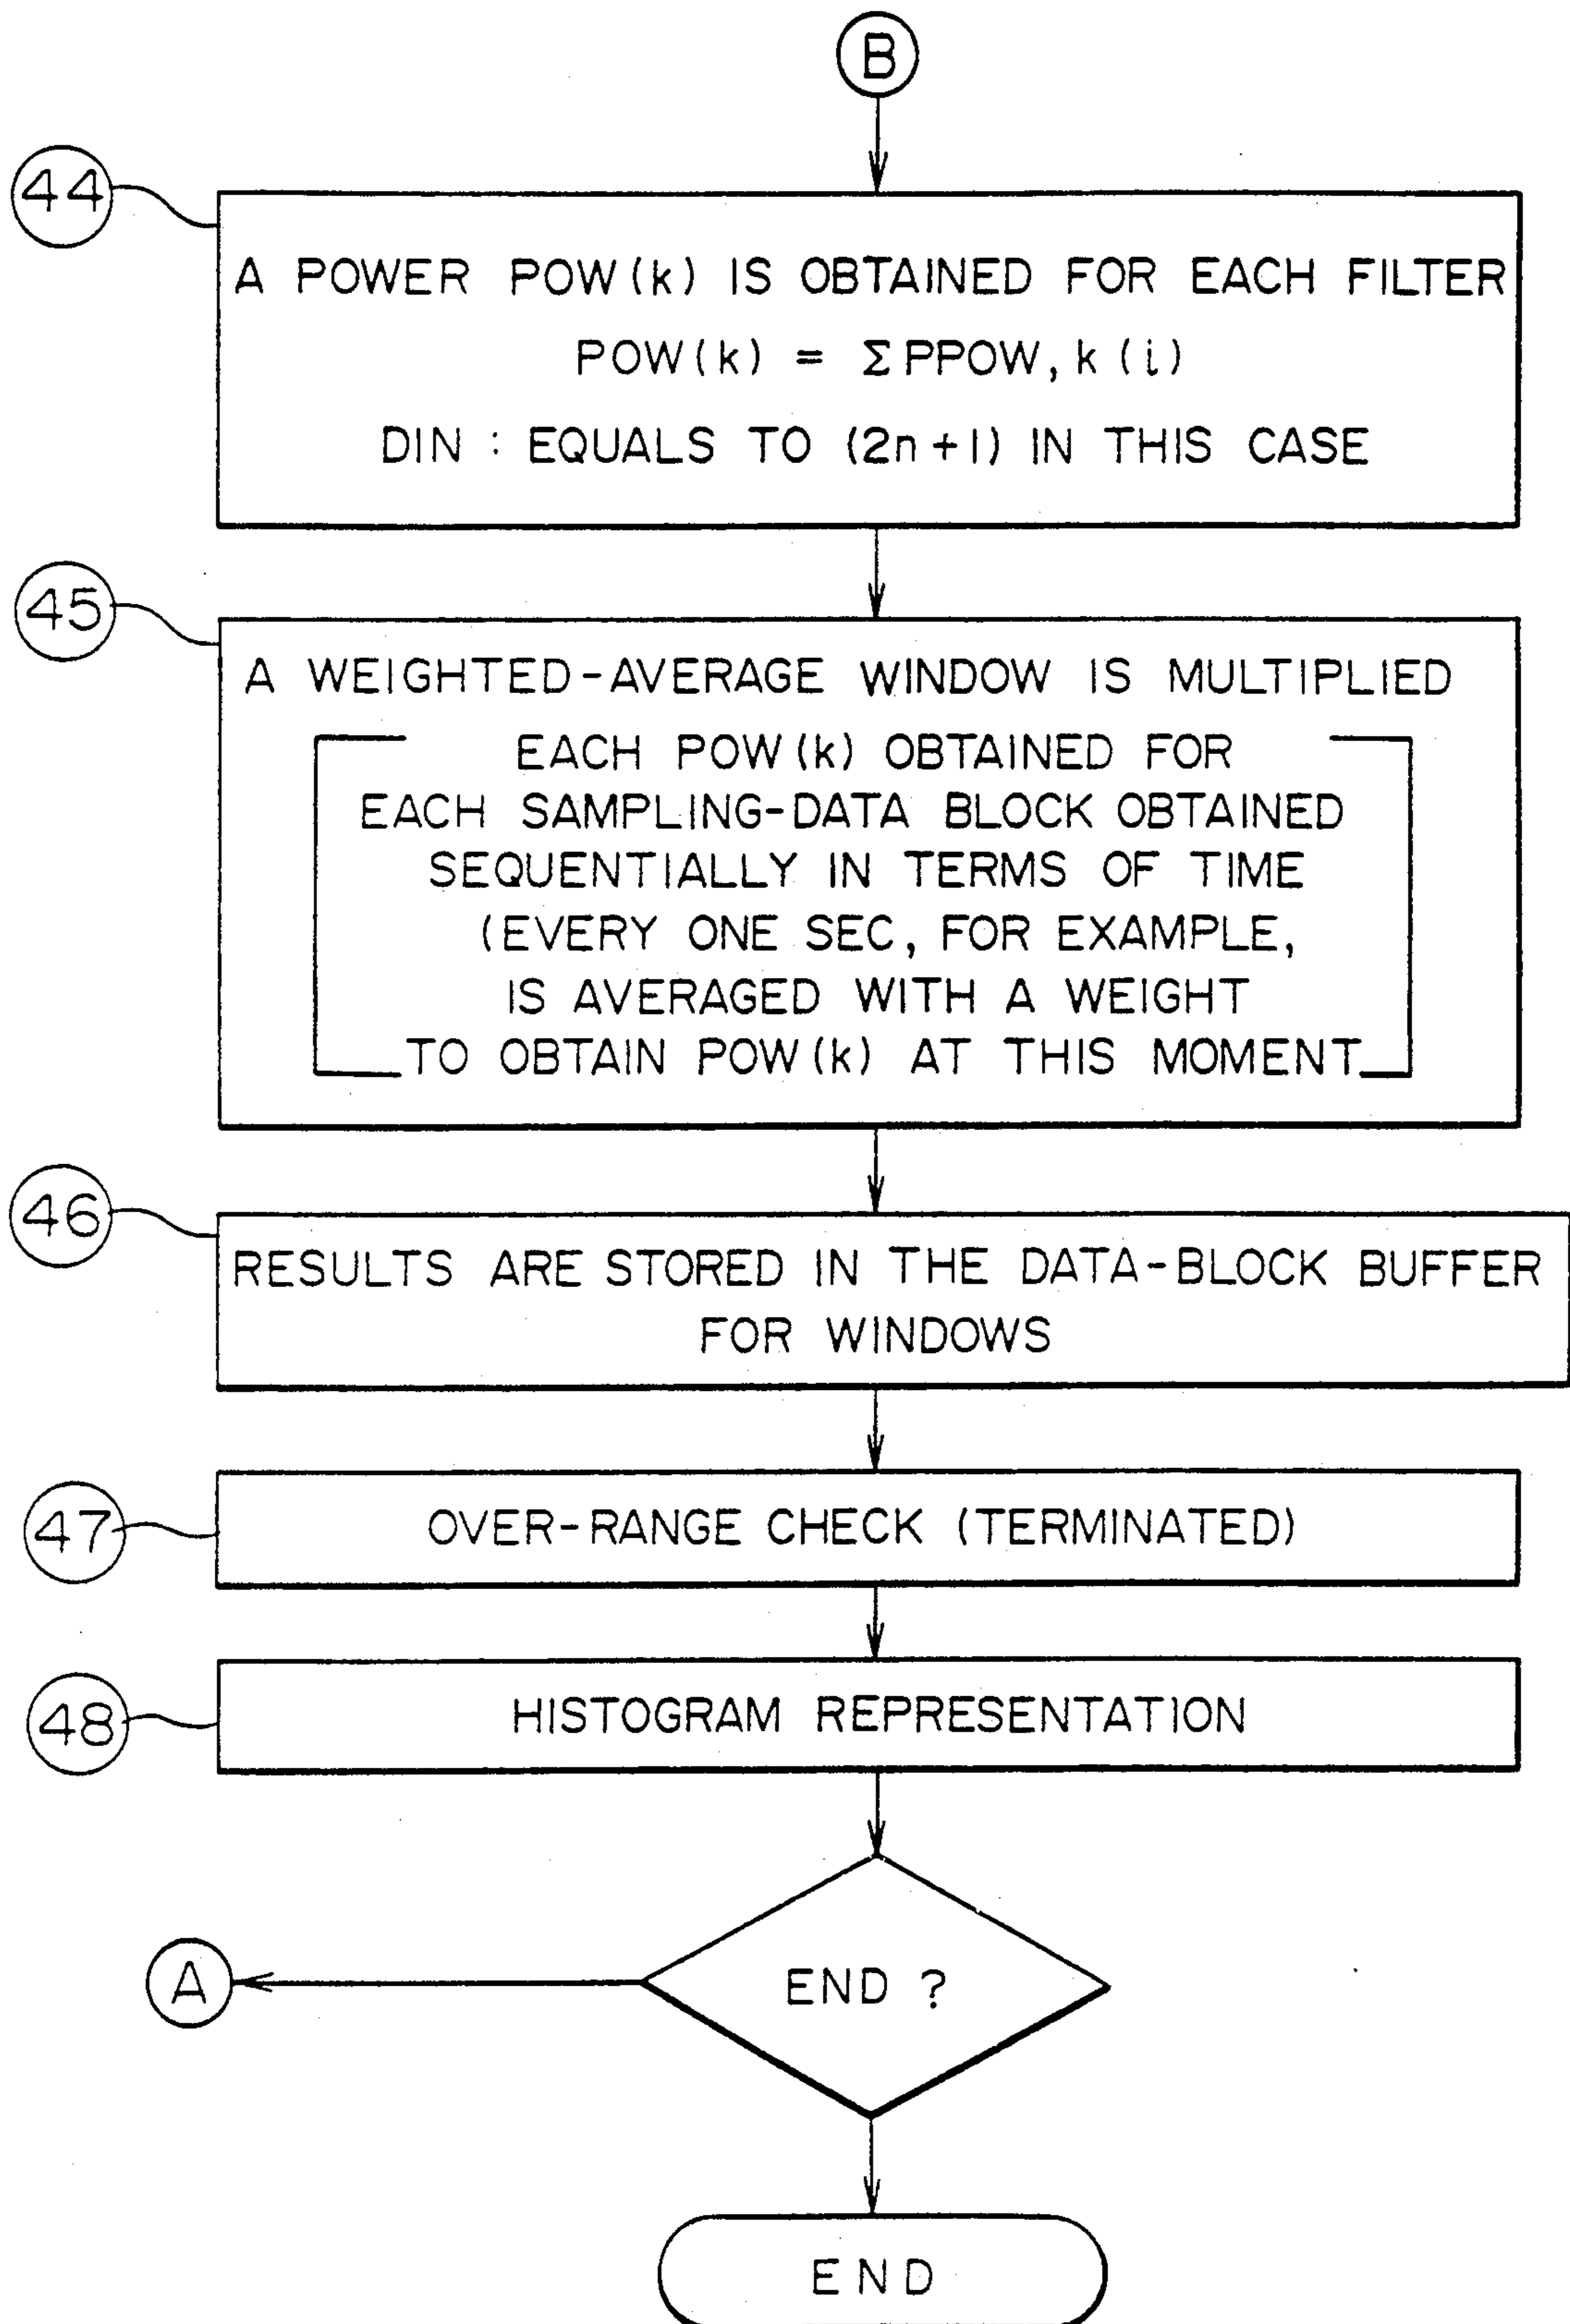 B
44
A POWER POW(k) IS OBTAINED FOR EACH FILTER
POW(k) = ΣPPOW,k(i)
DIN : EQUALS TO (2n+1) IN THIS CASE
45
A WEIGHTED-AVERAGE WINDOW IS MULTIPLIED
EACH POW(k) OBTAINED FOR
EACH SAMPLING-DATA BLOCK OBTAINED
SEQUENTIALLY IN TERMS OF TIME
(EVERY ONE SEC, FOR EXAMPLE,
IS AVERAGED WITH A WEIGHT
TO OBTAIN POW(k) AT THIS MOMENT
46
RESULTS ARE STORED IN THE DATA-BLOCK BUFFER
FOR WINDOWS
47
OVER-RANGE CHECK (TERMINATED)
48
HISTOGRAM REPRESENTATION
A
END ?
END